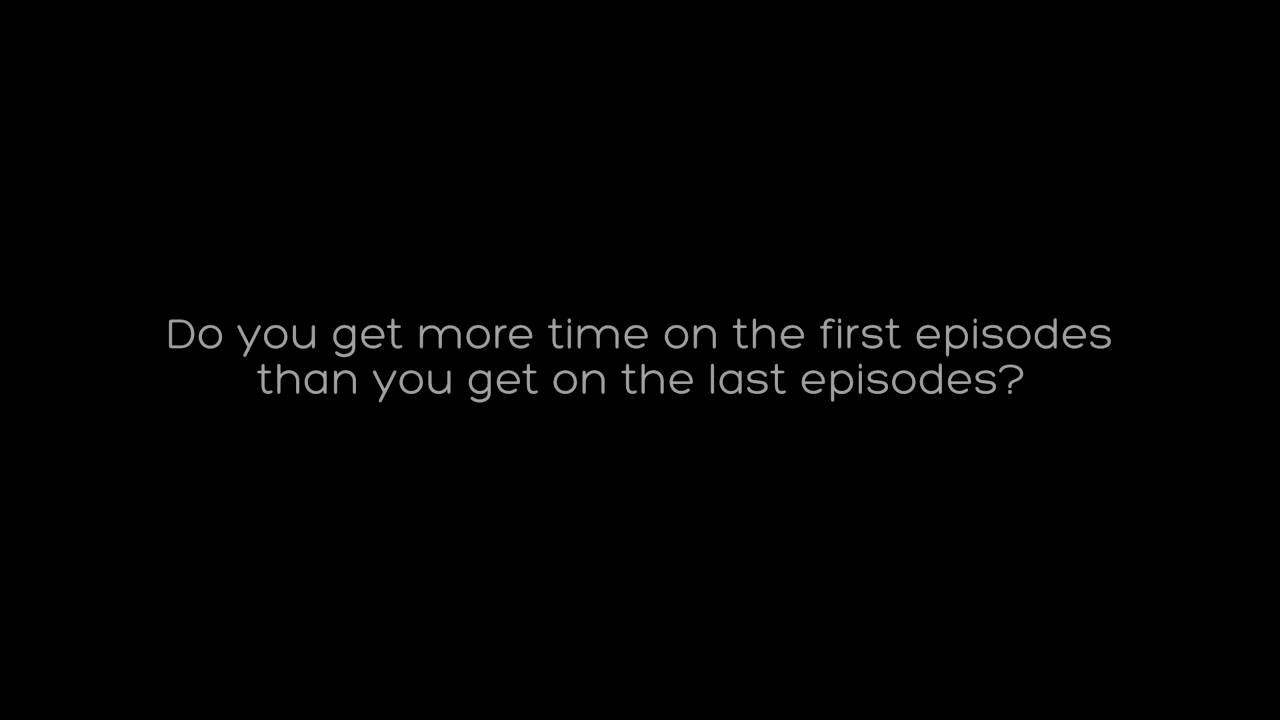 Do you get more time on the first episodes
than you get on the last episodes?